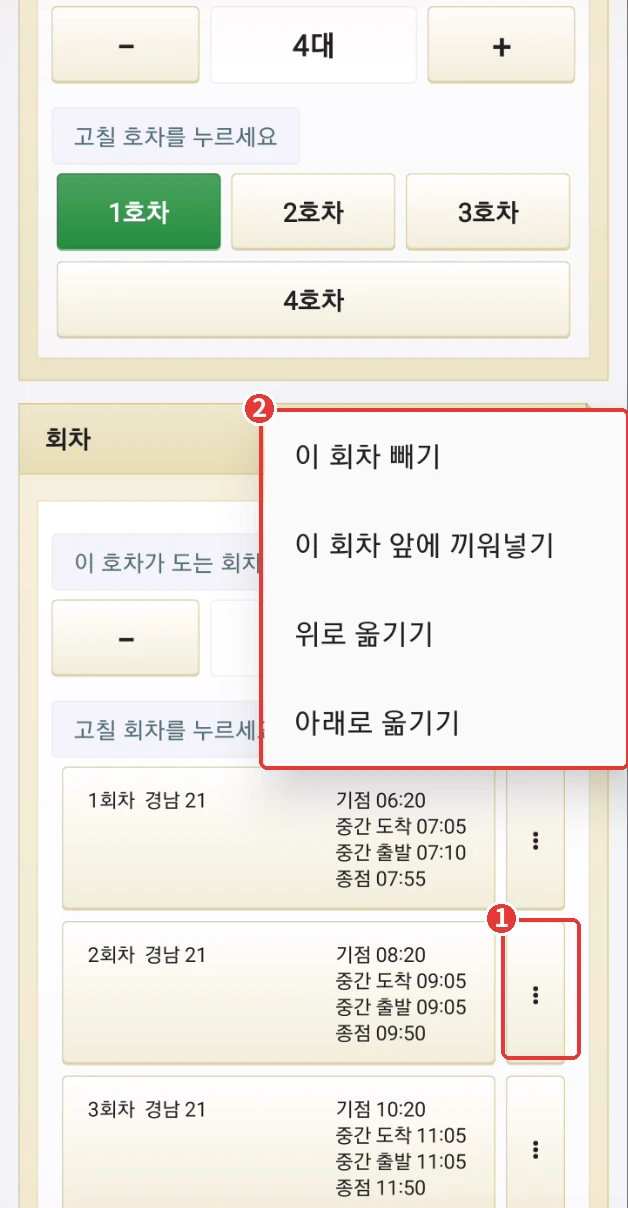 － 4대 +
고칠 호차를 누르세요
1호차 2호차 3호차
4호차
2
회차
이 회차 빼기
이 회차 앞에 끼워넣기
위로 옮기기
아래로 옮기기
이 호차가 도는 회차
－
고칠 회차를 누르세
1회차 경남 21
기점 06:20
중간 도착 07:05
중간 출발 07:10
종점 07:55
1
2회차 경남 21
기점 08:20
중간 도착 09:05
중간 출발 09:05
종점 09:50
3회차 경남 21
기점 10:20
중간 도착 11:05
중간 출발 11:05
종점 11:50